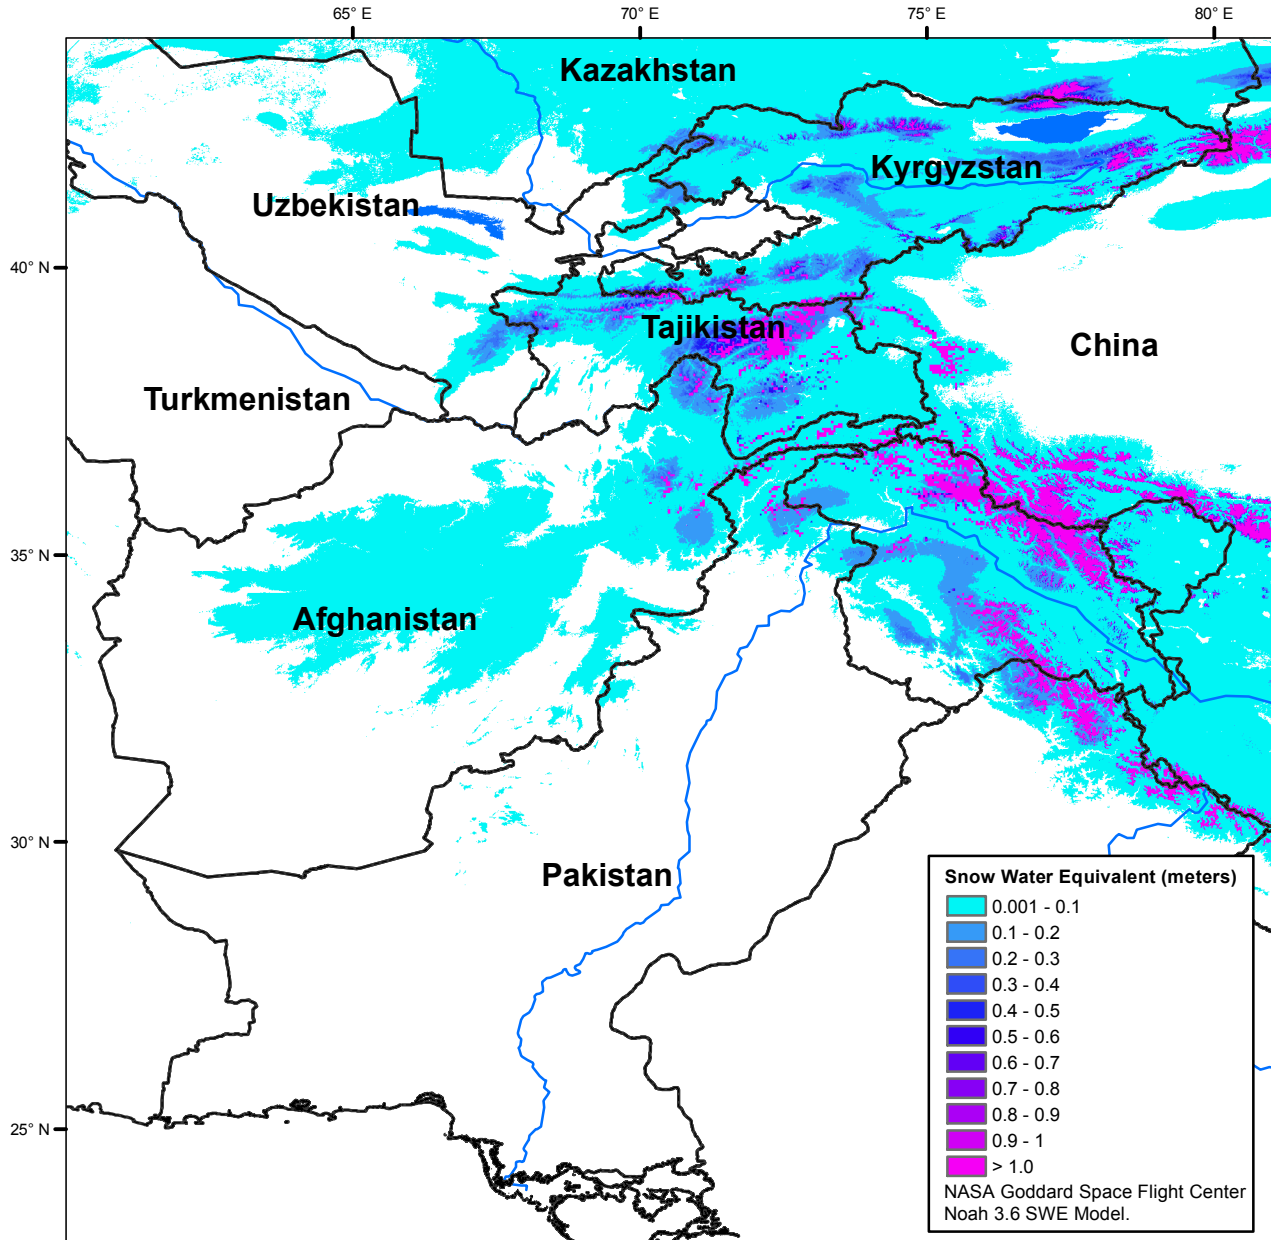 65° E
70° E
75° E
80° E
Kazakhstan
Kyrgyzstan
Uzbekistan
40° N
Tajikistan
China
Turkmenistan
35° N
Afghanistan
30° N
Pakistan
25° N
Snow Water Equivalent (meters)
0.001 - 0.1
0.1 - 0.2
0.2 - 0.3
0.3 - 0.4
0.4 - 0.5
0.5 - 0.6
0.6 - 0.7
0.7 - 0.8
0.8 - 0.9
0.9 - 1
> 1.0
NASA Goddard Space Flight Center
Noah 3.6 SWE Model.